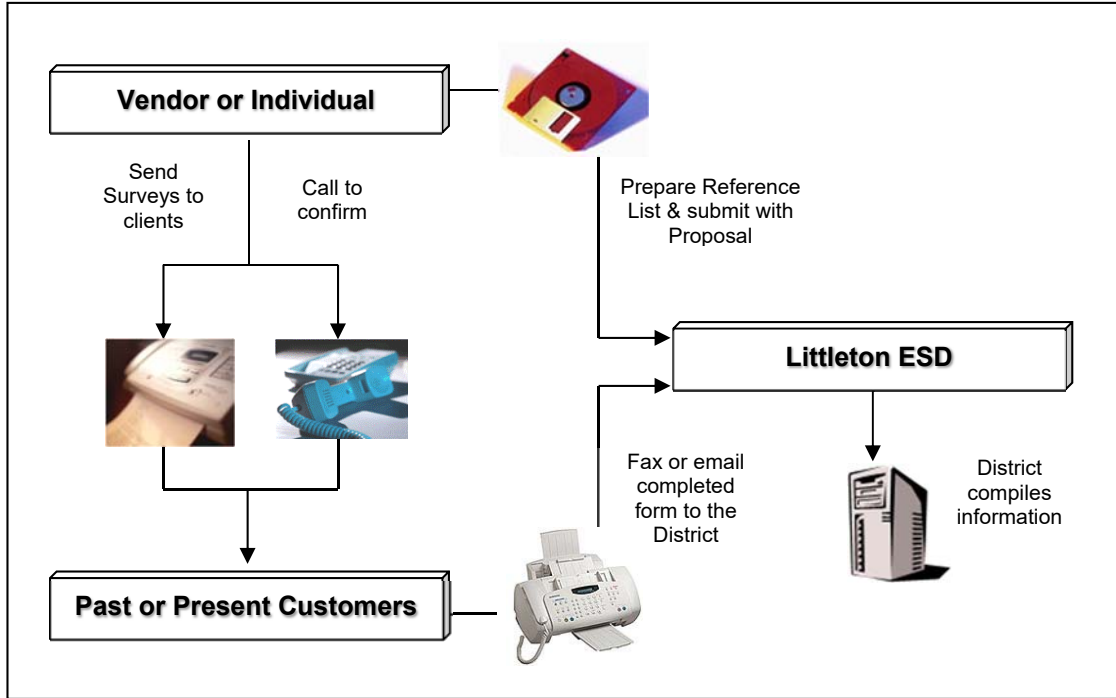 Vendor or Individual
Send
Surveys to
clients
Call to
confirm
Prepare Reference
List & submit with
Proposal
Littleton ESD
Fax or email
completed
form to the
District
District
compiles
information
Past or Present Customers